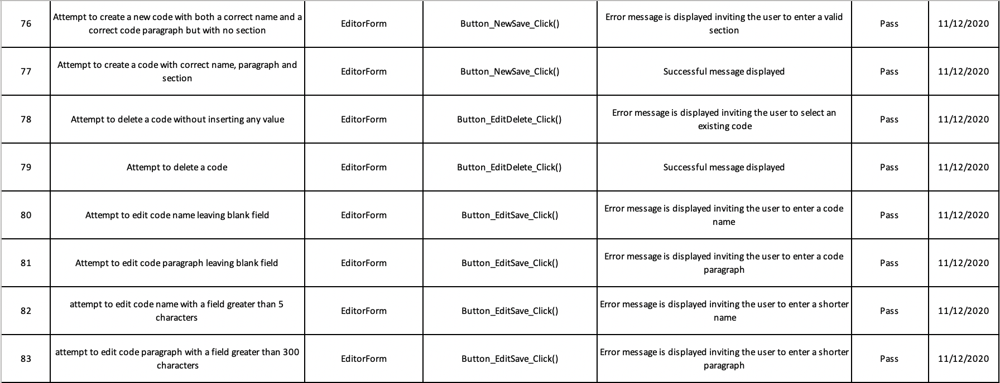 76
Attempt to create a new code with both a correct name and a
correct code paragraph but with no section
EditorForm
Button_NewSave_Click()
Error message is displayed inviting the user to enter a valid
section
Pass
11/12/2020
77
Attempt to create a code with correct name, paragraph and
section
EditorForm
Button_NewSave_Click()
Successful message displayed
Pass
11/12/2020
78
Attempt to delete a code without inserting any value
EditorForm
Button_EditDelete_Click()
Error message is displayed inviting the user to select an
existing code
Pass
11/12/2020
79
Attempt to delete a code
EditorForm
Button_EditDelete_Click()
Successful message displayed
Pass
11/12/2020
80
Attempt to edit code name leaving blank field
EditorForm
Button_EditSave_Click()
Error message is displayed inviting the user to enter a code
name
Pass
11/12/2020
81
Attempt to edit code paragraph leaving blank field
EditorForm
Button_EditSave_Click()
Error message is displayed inviting the user to enter a code
paragraph
Pass
11/12/2020
82
attempt to edit code name with a field greater than 5
characters
EditorForm
Button_EditSave_Click()
Error message is displayed inviting the user to enter a shorter
name
Pass
11/12/2020
83
attempt to edit code paragraph with a field greater than 300
characters
EditorForm
Button_EditSave_Click()
Error message is displayed inviting the user to enter a shorter
paragraph
Pass
11/12/2020